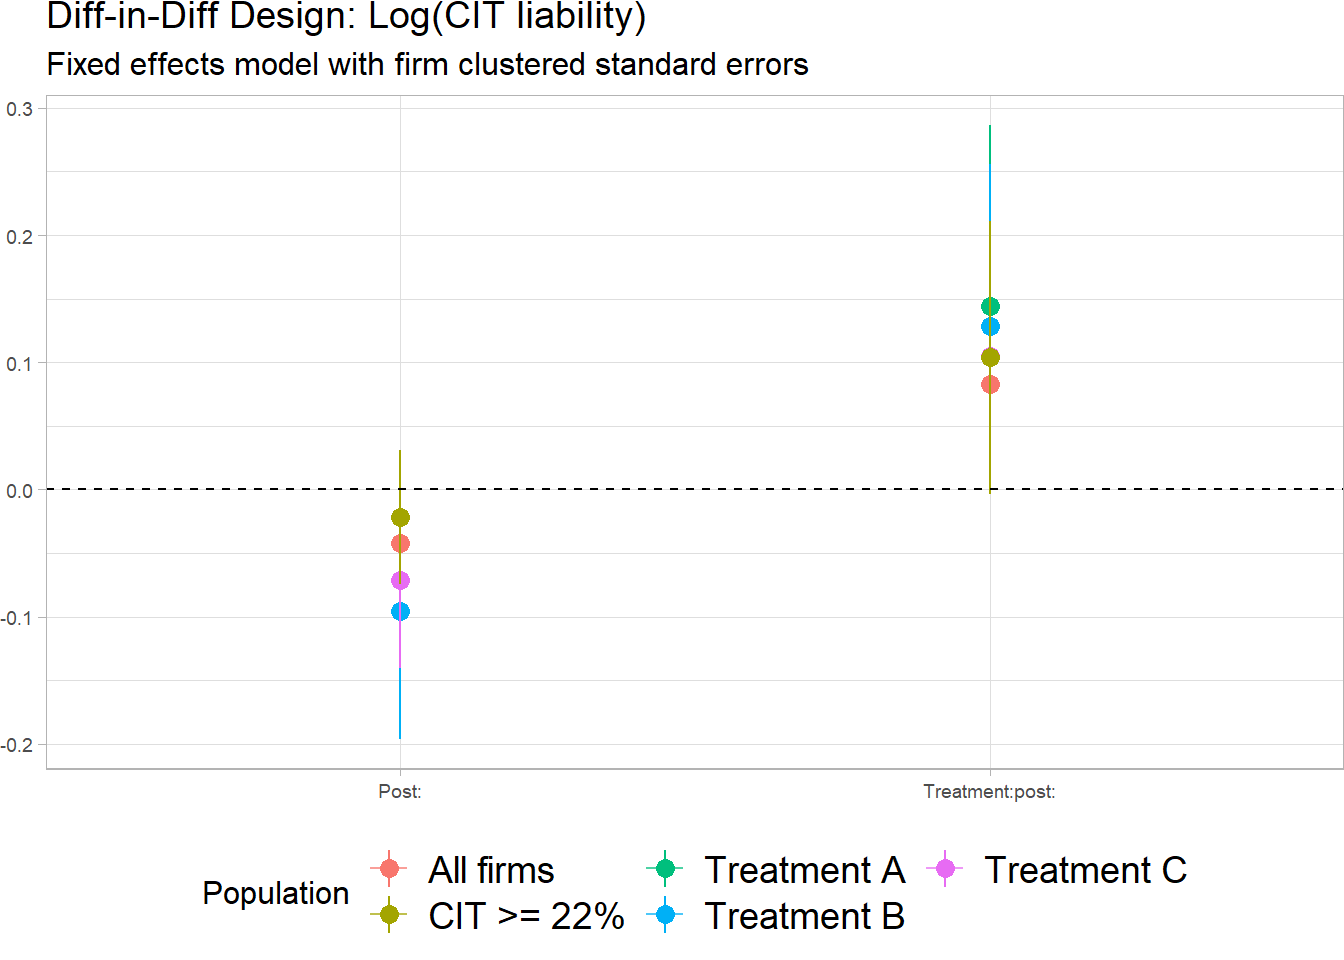 Diff-in-Diff Design: Log(CIT liability)
Fixed effects model with firm clustered standard errors
0.3
0.2
0.1
0.0
-0.1
-0.2
Post:
Treatment:post:
Population
All firms
CIT >= 22%
Treatment A
Treatment B
Treatment C